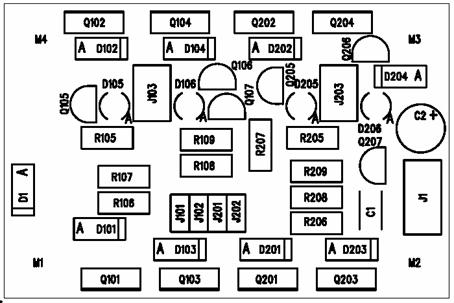 Q102 Q104 Q202 Q204
M4 A D102 A D104 A D202 Q206 M3
Q106 Q205 D204 A
D105 J103 D106 Q107 D205 J203
Q105 A A A A C2 +
D206
R105 R109 R207 R205 Q207
R108 R209
R107
A D1 R106 R208 J1
J101 J102 J201 J202 C1
A D101 R206
A D103 A D201 A D203
M1 M2
Q101 Q103 Q201 Q203